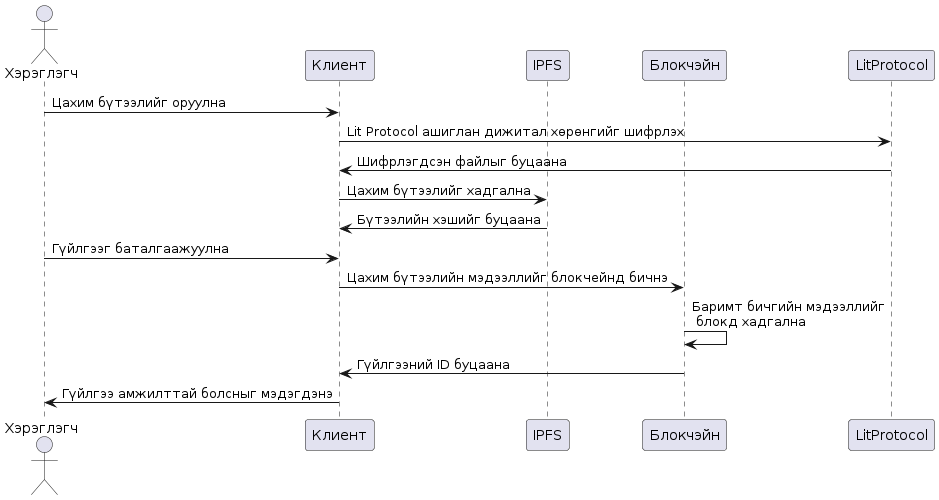 Хэрэглэгч
Клиент
IPFS
Блокчэйн
LitProtocol
Цахим бүтээлийг оруулна
Lit Protocol ашиглан дижитал хөрөнгийг шифрлэх
Шифрлэгдсэн файлыг буцаана
Цахим бүтээлийг хадгална
Бүтээлийн хэшийг буцаана
Гүйлгээг баталгаажуулна
Цахим бүтээлийн мэдээллийг блокчейнд бичнэ
Баримт бичгийн мэдээллийг
блокд хадгална
Гүйлгээний ID буцаана
Гүйлгээ амжилттай болсныг мэдэгдэнэ
Хэрэглэгч
Клиент
IPFS
Блокчэйн
LitProtocol